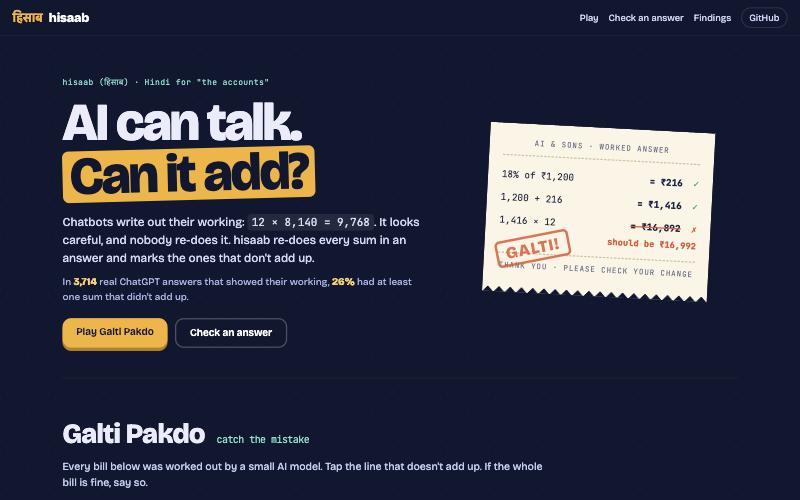 हिसाब hisaab
Play Check an answer Findings GitHub
hisaab (हिसाब) · Hindi for "the accounts"
AI can talk.
Can it add?
Chatbots write out their working: 12 × 8,140 = 9,768. It looks
careful, and nobody re-does it. hisaab re-does every sum in an
answer and marks the ones that don't add up.
In 3,714 real ChatGPT answers that showed their working, 26% had at least
one sum that didn't add up.
Play Galti Pakdo Check an answer
AI & SONS · WORKED ANSWER
18% of ₹1,200 = ₹216 ✓
1,200 + 216 = ₹1,416 ✓
1,416 × 12 = ₹16,892 ✗
should be ₹16,992
GALTI!
THANK YOU · PLEASE CHECK YOUR CHANGE
Galti Pakdo catch the mistake
Every bill below was worked out by a small AI model. Tap the line that doesn't add up. If the whole
bill is fine, say so.